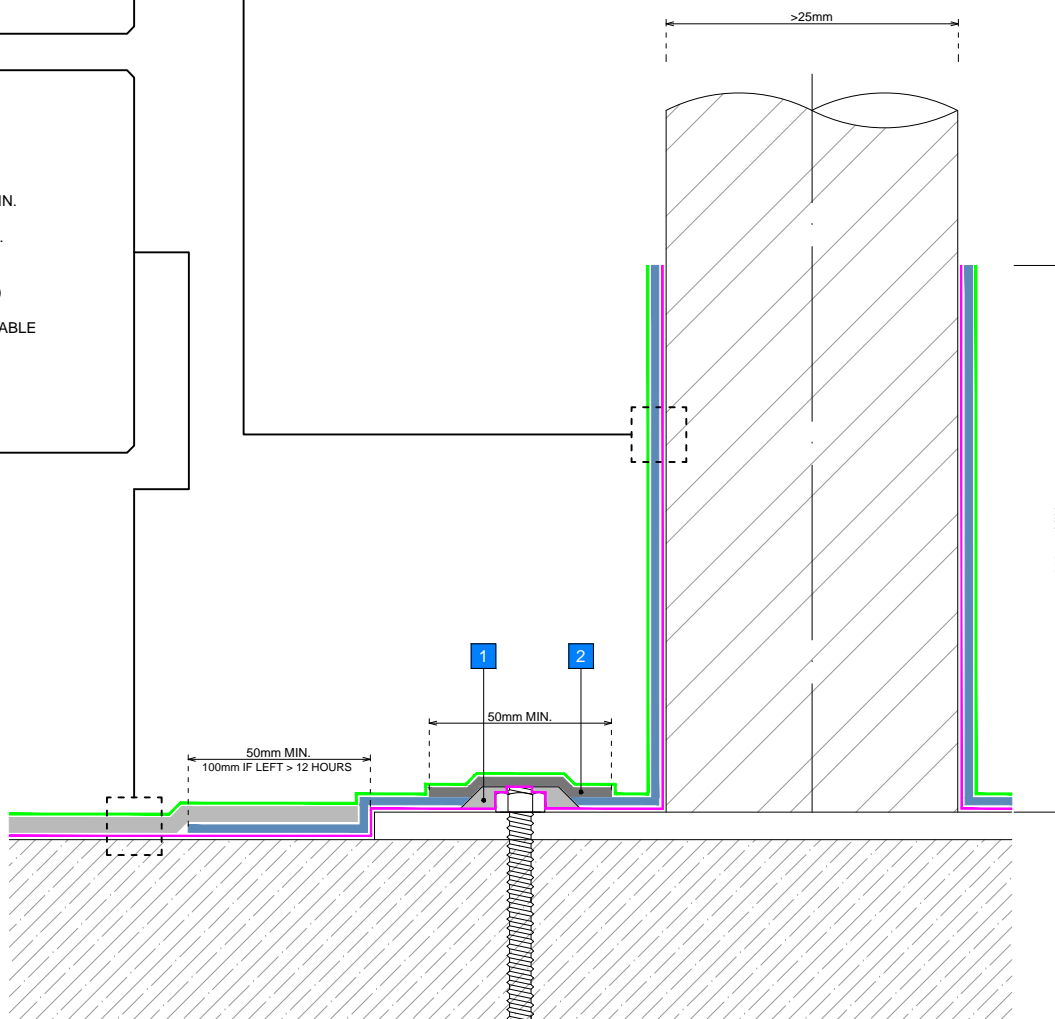 >25mm
IN.
.
)
ABLE
1
2
50mm MIN.
50mm MIN.
100mm IF LEFT > 12 HOURS